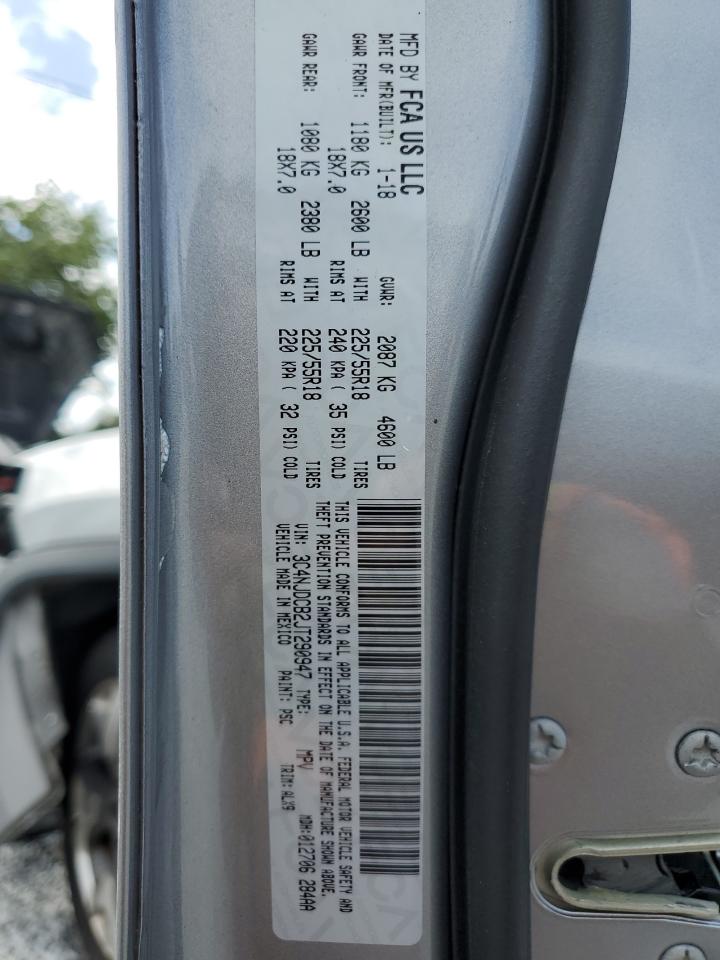 MFD BY FCA US LLC
DATE OF MFR(BUILT): 1-18 GVWR: 2087 KG 4600 LB
GAWR FRONT: 1180 KG 2600 LB WITH 225/55R18 TIRES
18X7.0 RIMS AT 240 KPA ( 35 PSI) COLD
GAWR REAR: 1080 KG 2380 LB WITH 225/55R18 TIRES
18X7.0 RIMS AT 220 KPA ( 32 PSI) COLD
THIS VEHICLE CONFORMS TO ALL APPLICABLE U.S.A. FEDERAL MOTOR VEHICLE SAFETY AND
THEFT PREVENTION STANDARDS IN EFFECT ON THE DATE OF MANUFACTURE SHOWN ABOVE.
VIN: 3C4NJDCB2JT290947 TYPE: MPV MDH:012706 284AA
VEHICLE MADE IN MEXICO PAINT: PSC TRIM: ALX9